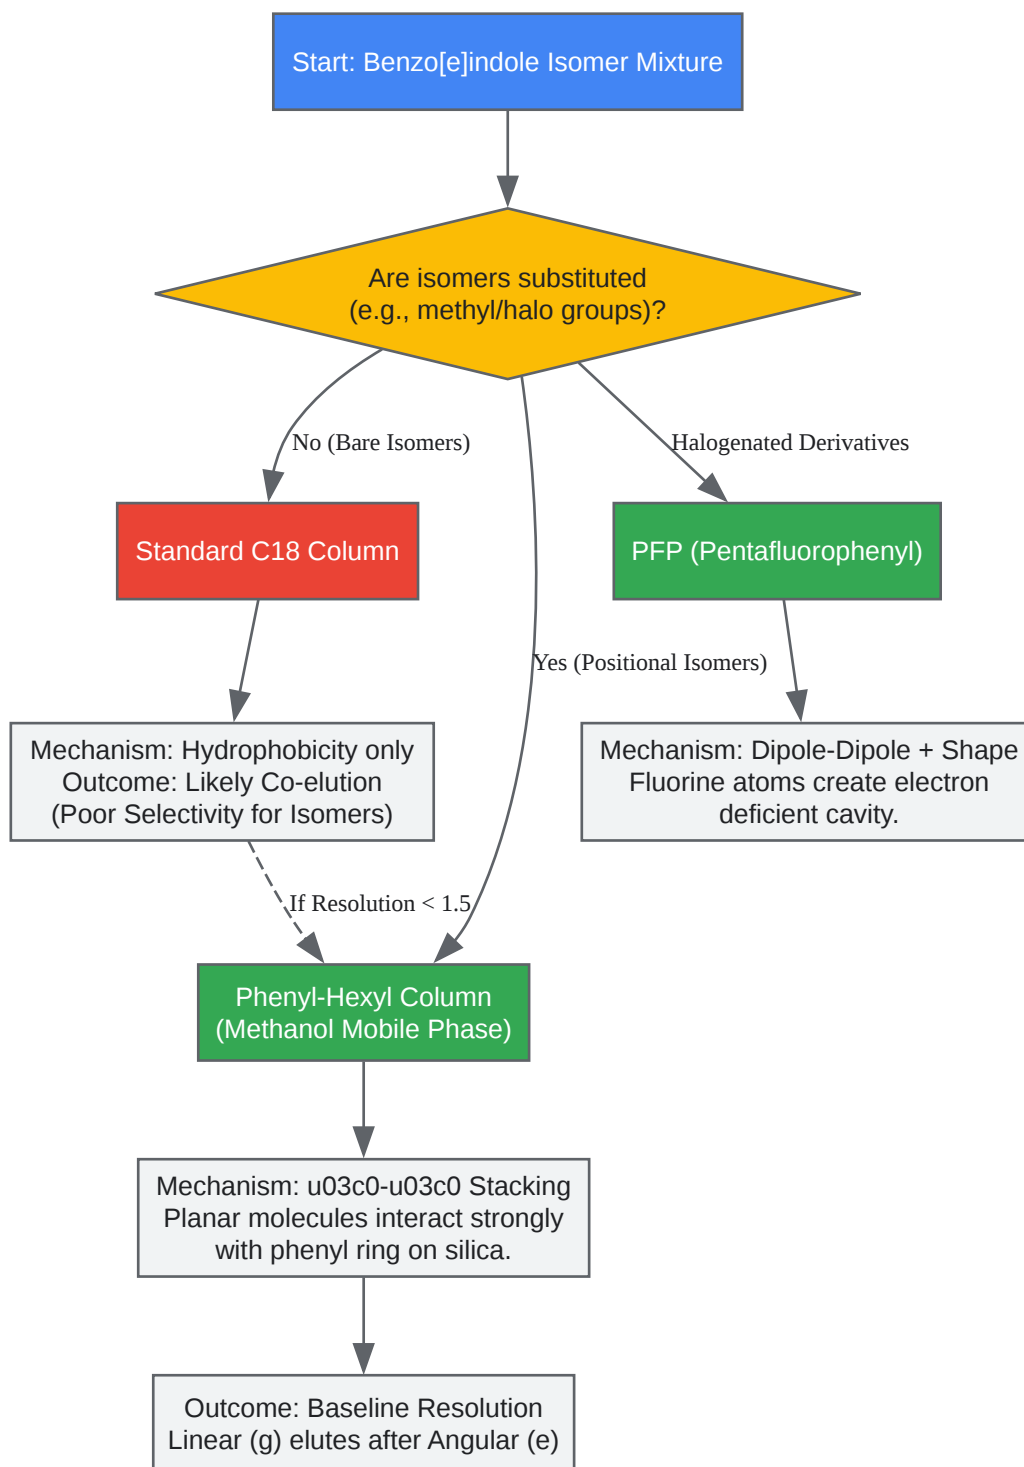 Start: Benzo[e]indole Isomer Mixture
Are isomers substituted
(e.g., methyl/halo groups)?
No (Bare Isomers)
Halogenated Derivatives
Standard C18 Column
PFP (Pentafluorophenyl)
Yes (Positional Isomers)
Mechanism: Hydrophobicity only
Outcome: Likely Co-elution
(Poor Selectivity for Isomers)
Mechanism: Dipole-Dipole + Shape
Fluorine atoms create electron
deficient cavity.
If Resolution < 1.5
Phenyl-Hexyl Column
(Methanol Mobile Phase)
Mechanism: u03c0-u03c0 Stacking
Planar molecules interact strongly
with phenyl ring on silica.
Outcome: Baseline Resolution
Linear (g) elutes after Angular (e)